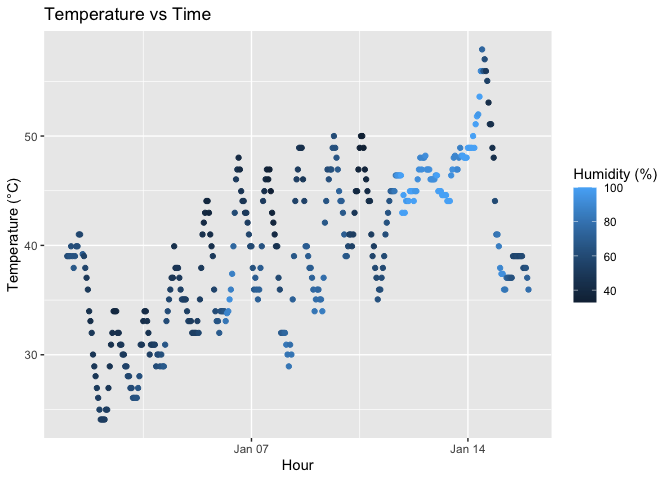 Temperature vs Time
Temperature (°C)
50
40
30
Jan 07
Jan 14
Hour
Humidity (%)
100
80
60
40